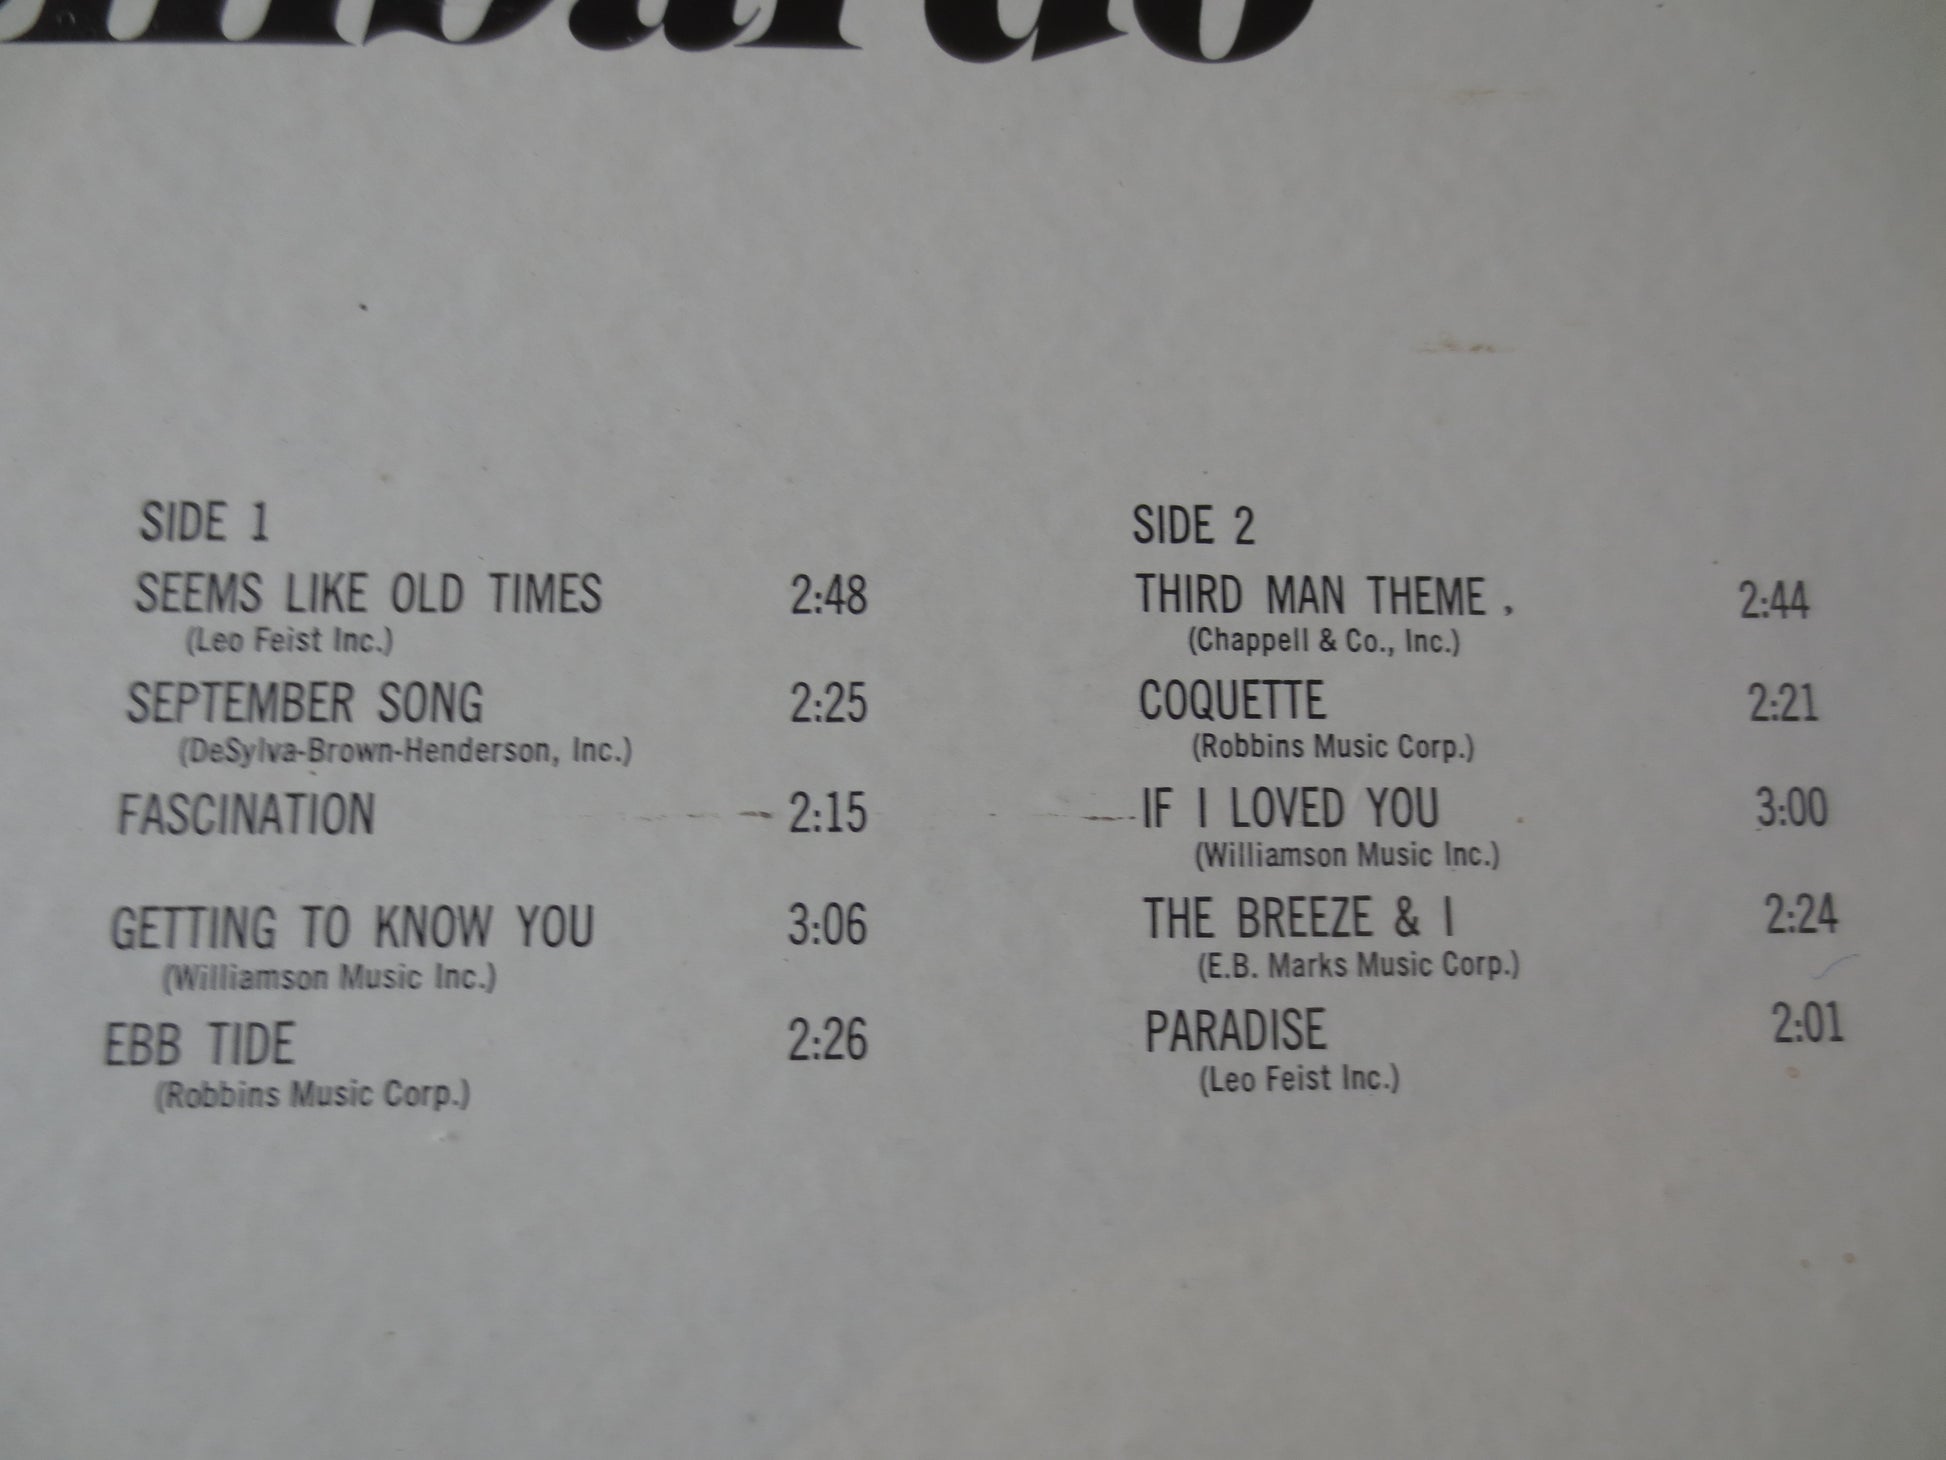 SIDE 1
SEEMS LIKE OLD TIMES 2:48
(Leo Feist Inc.)
SEPTEMBER SONG 2:25
(DeSylva-Brown-Henderson, Inc.)
FASCINATION 2:15
GETTING TO KNOW YOU 3:06
(Williamson Music Inc.)
EBB TIDE 2:26
(Robbins Music Corp.)
SIDE 2
THIRD MAN THEME 2:44
(Chappell & Co., Inc.)
COQUETTE 2:21
(Robbins Music Corp.)
IF I LOVED YOU 3:00
(Williamson Music Inc.)
THE BREEZE & I 2:24
(E.B. Marks Music Corp.)
PARADISE 2:01
(Leo Feist Inc.)